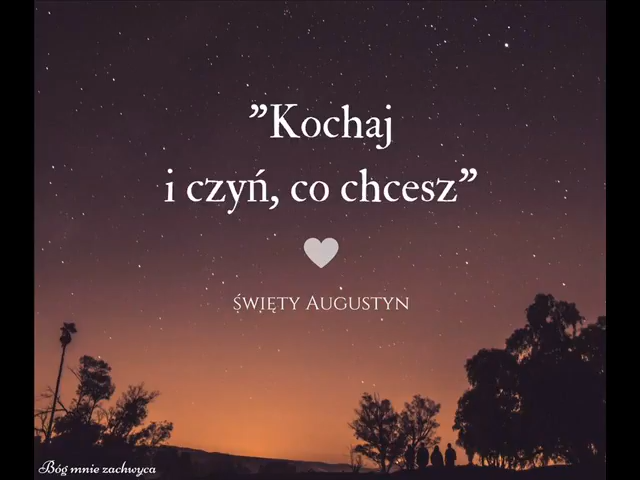 ”Kochaj
i czyń, co chcesz”
święty Augustyn
Bóg mnie zachwyca